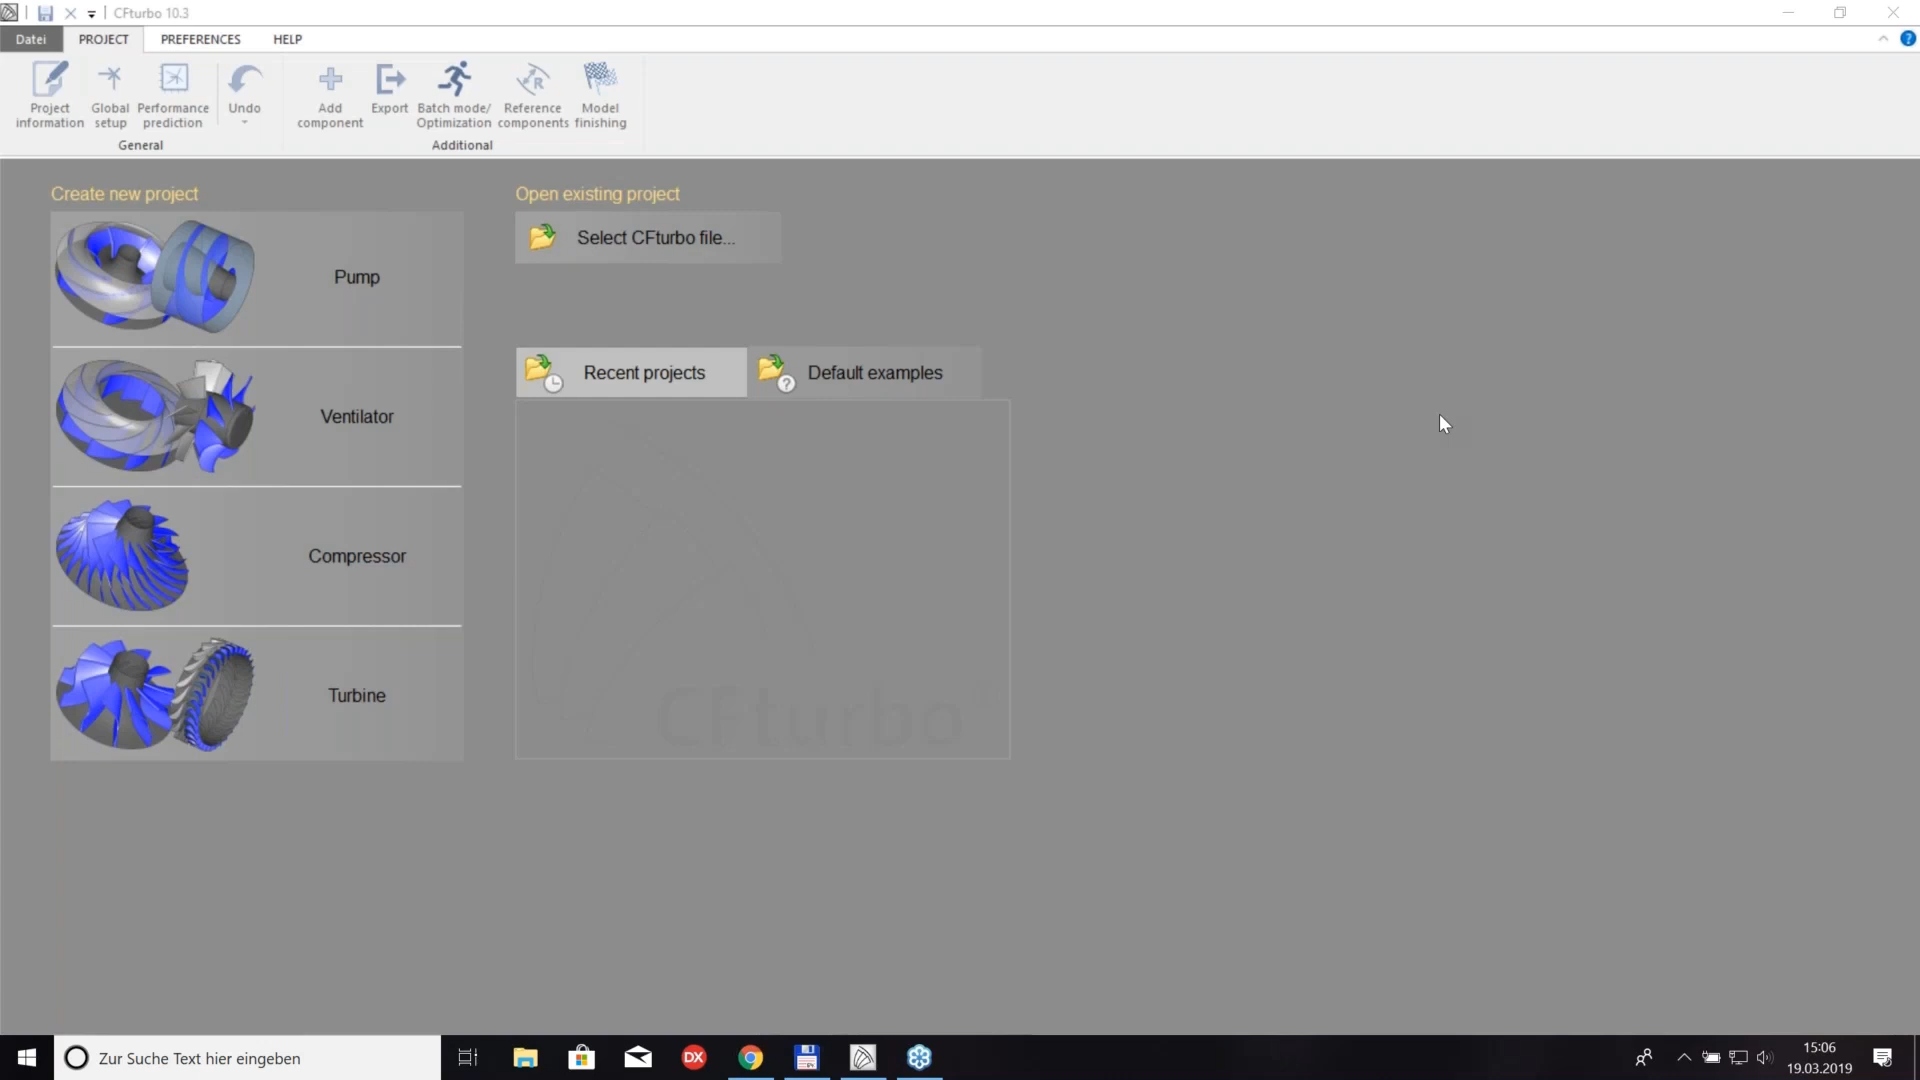 CFturbo 10.3
Datei PROJECT PREFERENCES HELP
Project information
Global setup
Performance prediction
Undo
Add component
Export
Batch mode/ Optimization
Reference components
Model finishing
General
Additional
Create new project
Pump
Ventilator
Compressor
Turbine
Open existing project
Select CFturbo file...
Recent projects
Default examples
CFturbo®
Zur Suche Text hier eingeben
DX
15:06
19.03.2019